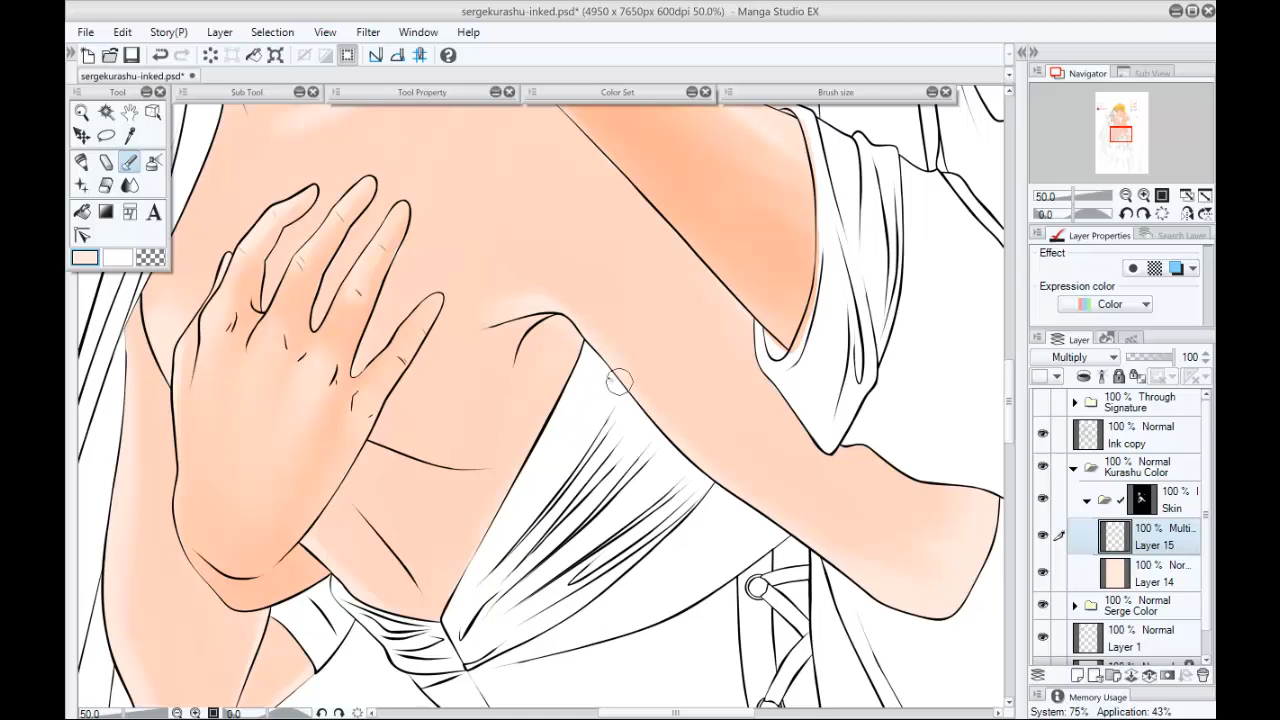 sergekurashu-inked.psd* (4950 x 7650px 600dpi 50.0%) - Manga Studio EX
File Edit Story(P) Layer Selection View Filter Window Help
sergekurashu-inked.psd*
Tool
Sub Tool
Tool Property
Color Set
Brush size
Navigator
Sub View
50.0
0.0
Layer Properties
Search Layer
Effect
Expression color
Color
Layer
Multiply
100
100 % Through
Signature
100 % Normal
Ink copy
100 % Normal
Kurashu Color
100 % I
Skin
100 % Multi...
Layer 15
100 % Nor...
Layer 14
100 % Normal
Serge Color
100 % Normal
Layer 1
Memory Usage
System: 75% Application: 43%
50.0
0.0